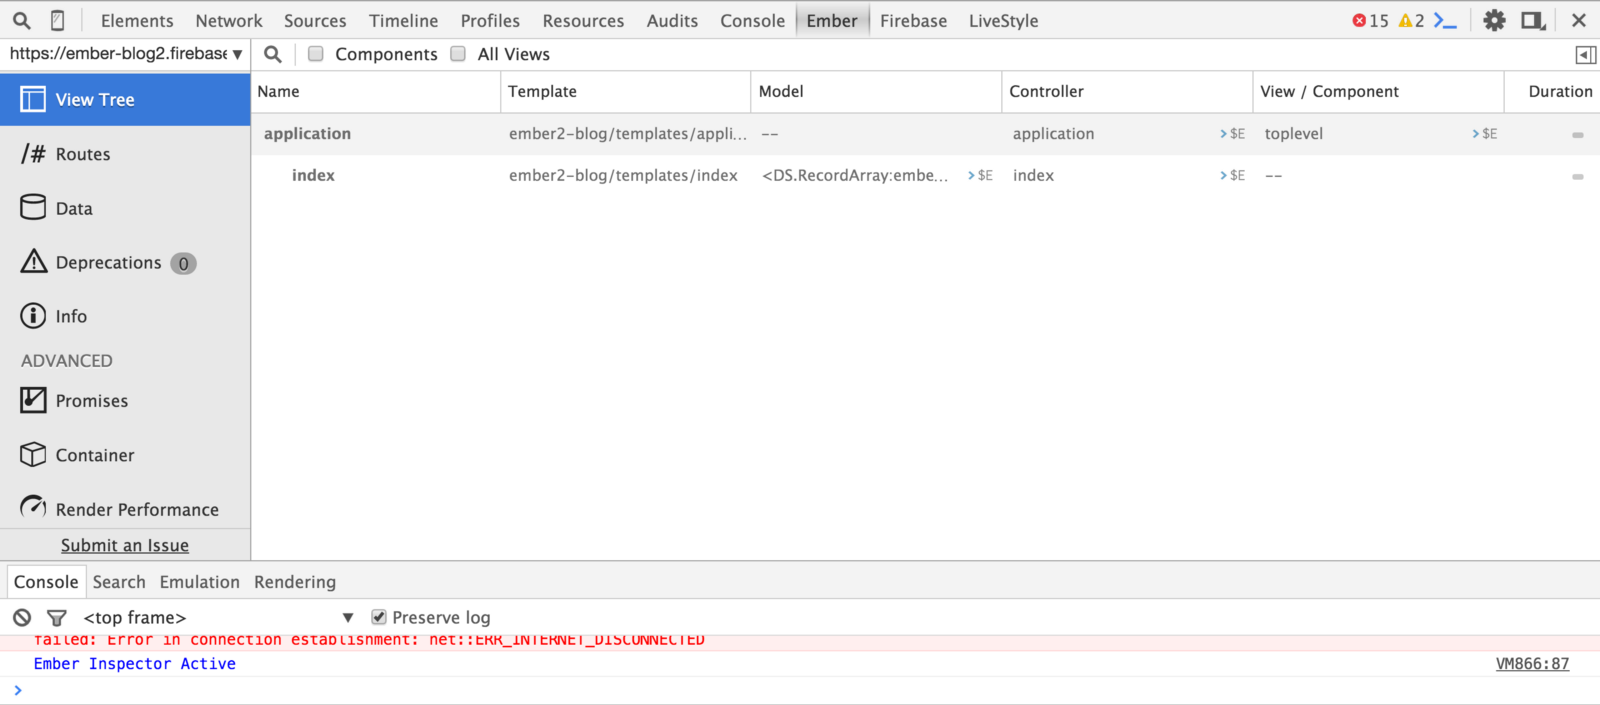 Elements Network Sources Timeline Profiles Resources Audits Console Ember Firebase LiveStyle 15 2
https://ember-blog2.firebase Components All Views
View Tree
/# Routes
Data
Deprecations 0
Info
ADVANCED
Promises
Container
Render Performance
Submit an Issue
Name Template Model Controller View / Component Duration
application ember2-blog/templates/appli... -- application >$E toplevel >$E
index ember2-blog/templates/index <DS.RecordArray:embe... >$E index >$E --
Console Search Emulation Rendering
<top frame> Preserve log
failed: Error in connection establishment: net::ERR_INTERNET_DISCONNECTED
Ember Inspector Active VM866:87
>